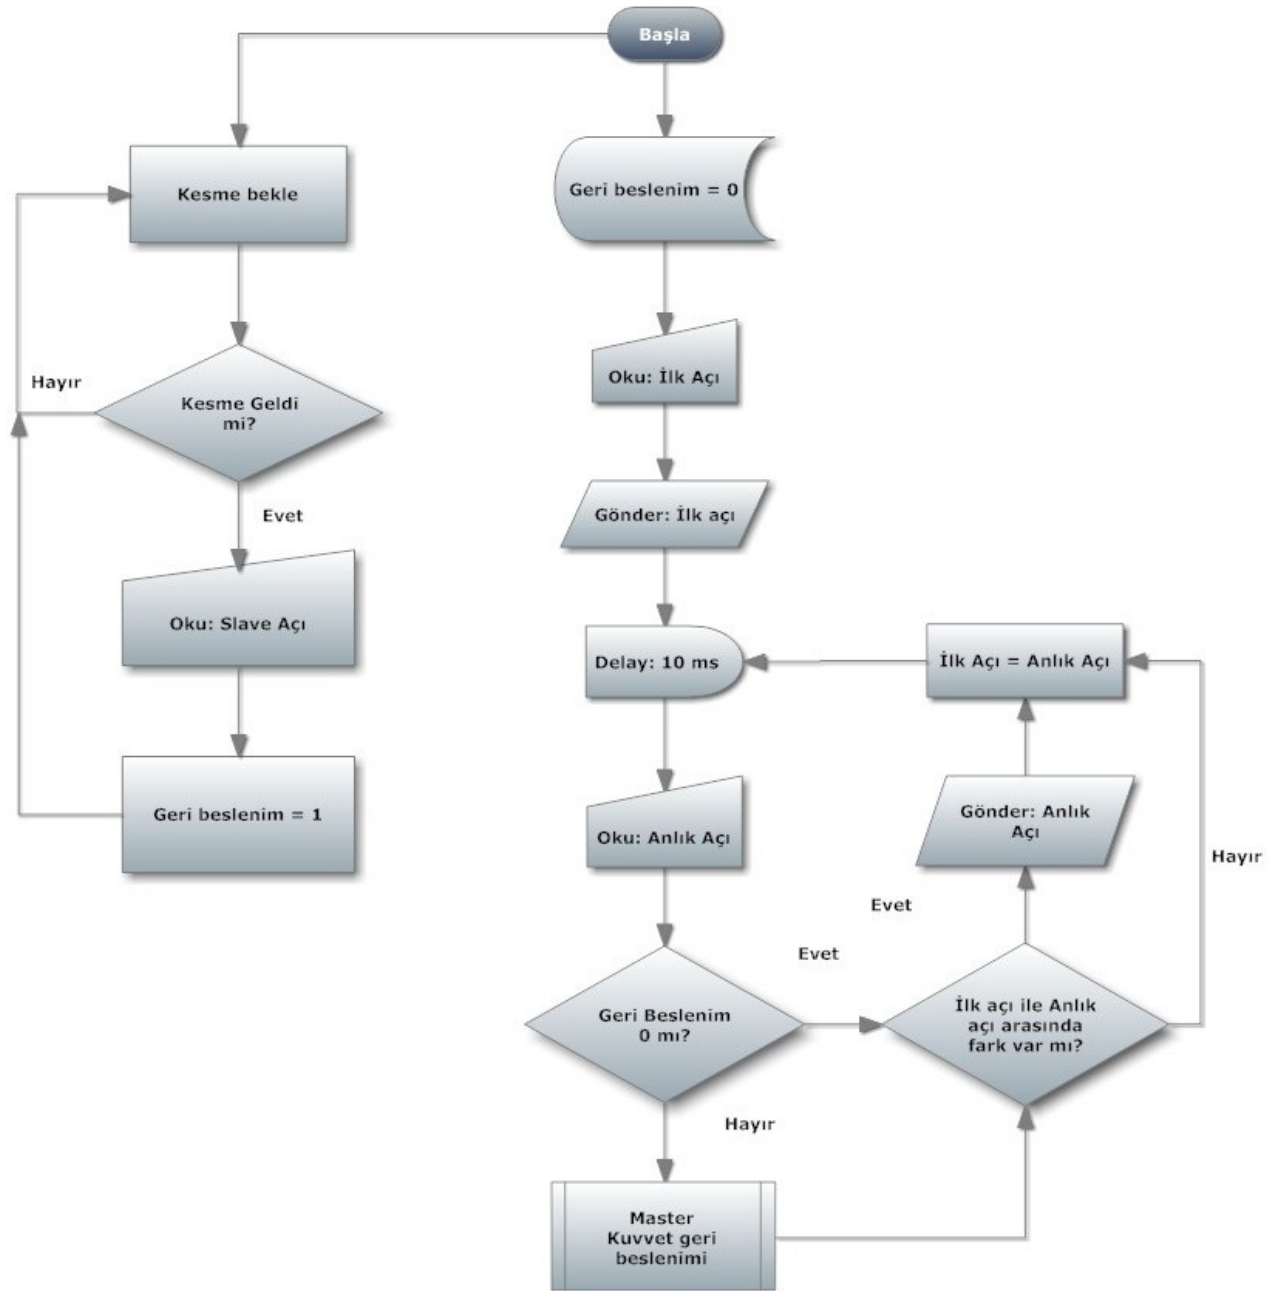 Başla
Kesme bekle
Geri beslenim = 0
Hayır
Kesme Geldi
mi?
Evet
Oku: İlk Açı
Gönder: İlk açı
Oku: Slave Açı
Delay: 10 ms
İlk Açı = Anlık Açı
Geri beslenim = 1
Oku: Anlık Açı
Gönder: Anlık
Açı
Hayır
Evet
Evet
Geri Beslenim
0 mı?
İlk açı ile Anlık
açı arasında
fark var mı?
Hayır
Master
Kuvvet geri
beslenimi